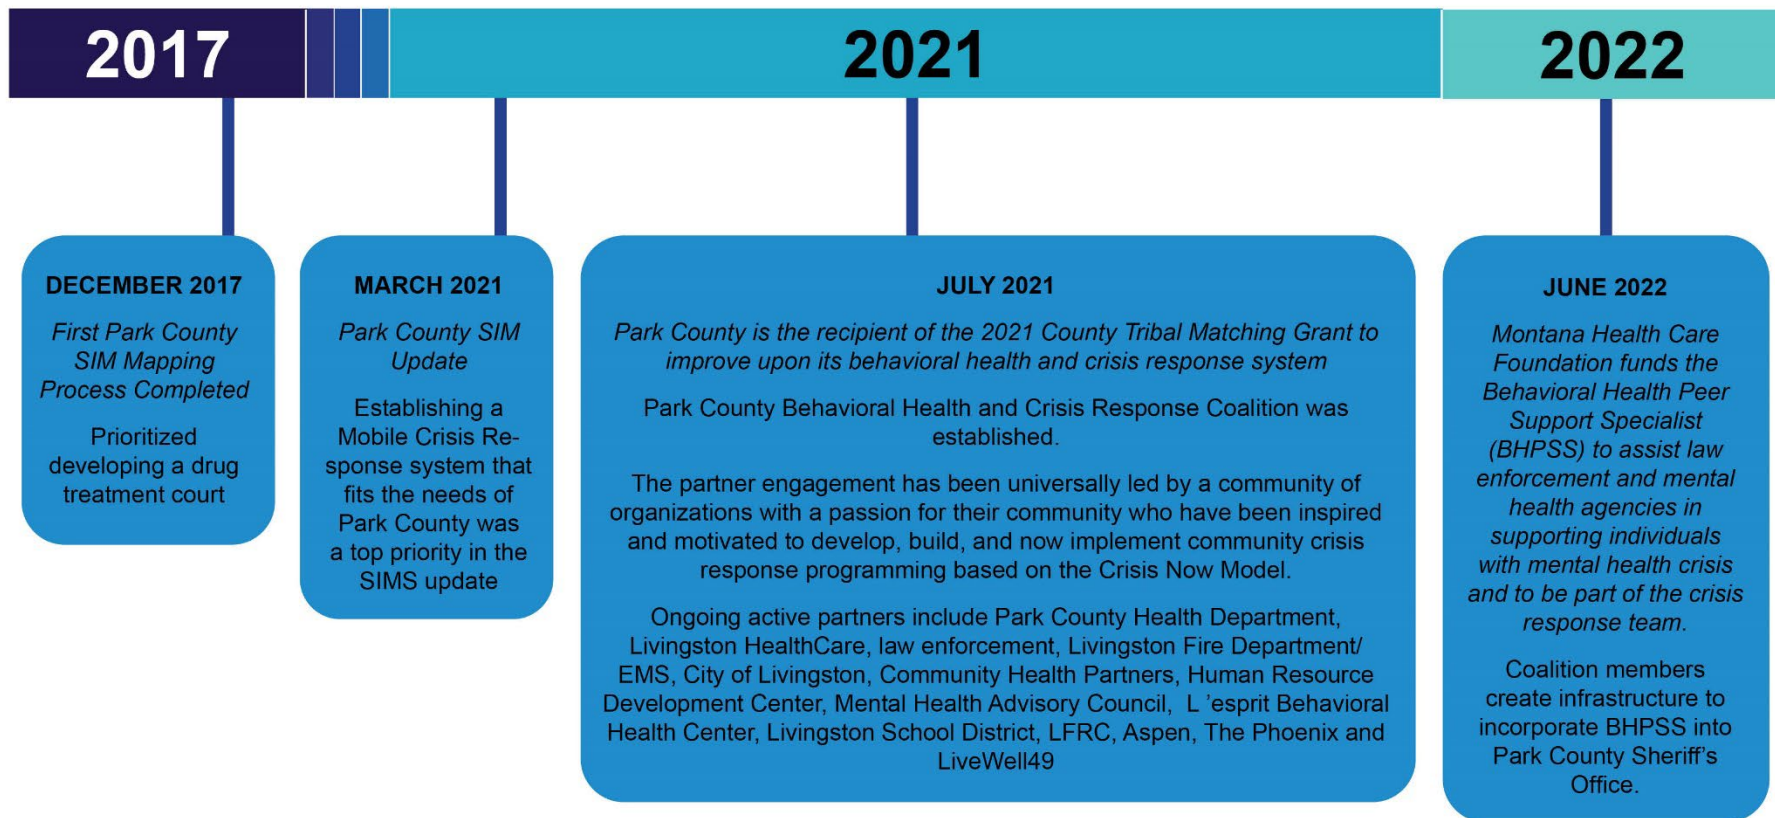 2017
2021
2022
DECEMBER 2017
First Park County
SIM Mapping
Process Completed
Prioritized
developing a drug
treatment court
MARCH 2021
Park County SIM
Update
Establishing a
Mobile Crisis Re-
sponse system that
fits the needs of
Park County was
a top priority in the
SIMS update
JULY 2021
Park County is the recipient of the 2021 County Tribal Matching Grant to
improve upon its behavioral health and crisis response system
Park County Behavioral Health and Crisis Response Coalition was
established.
The partner engagement has been universally led by a community of
organizations with a passion for their community who have been inspired
and motivated to develop, build, and now implement community crisis
response programming based on the Crisis Now Model.
Ongoing active partners include Park County Health Department,
Livingston HealthCare, law enforcement, Livingston Fire Department/
EMS, City of Livingston, Community Health Partners, Human Resource
Development Center, Mental Health Advisory Council,  L ’esprit Behavioral
Health Center, Livingston School District, LFRC, Aspen, The Phoenix and
LiveWell49
JUNE 2022
Montana Health Care
Foundation funds the
Behavioral Health Peer
Support Specialist
(BHPSS) to assist law
enforcement and mental
health agencies in
supporting individuals
with mental health crisis
and to be part of the crisis
response team.
Coalition members
create infrastructure to
incorporate BHPSS into
Park County Sheriff’s
Office.